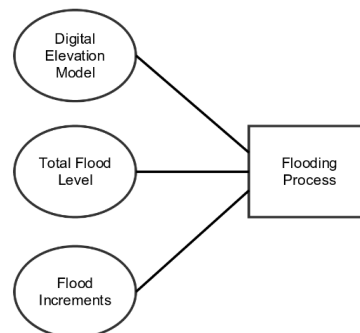 Digital
Elevation
Model
Total Flood
Level
Flooding
Process
Flood
Increments